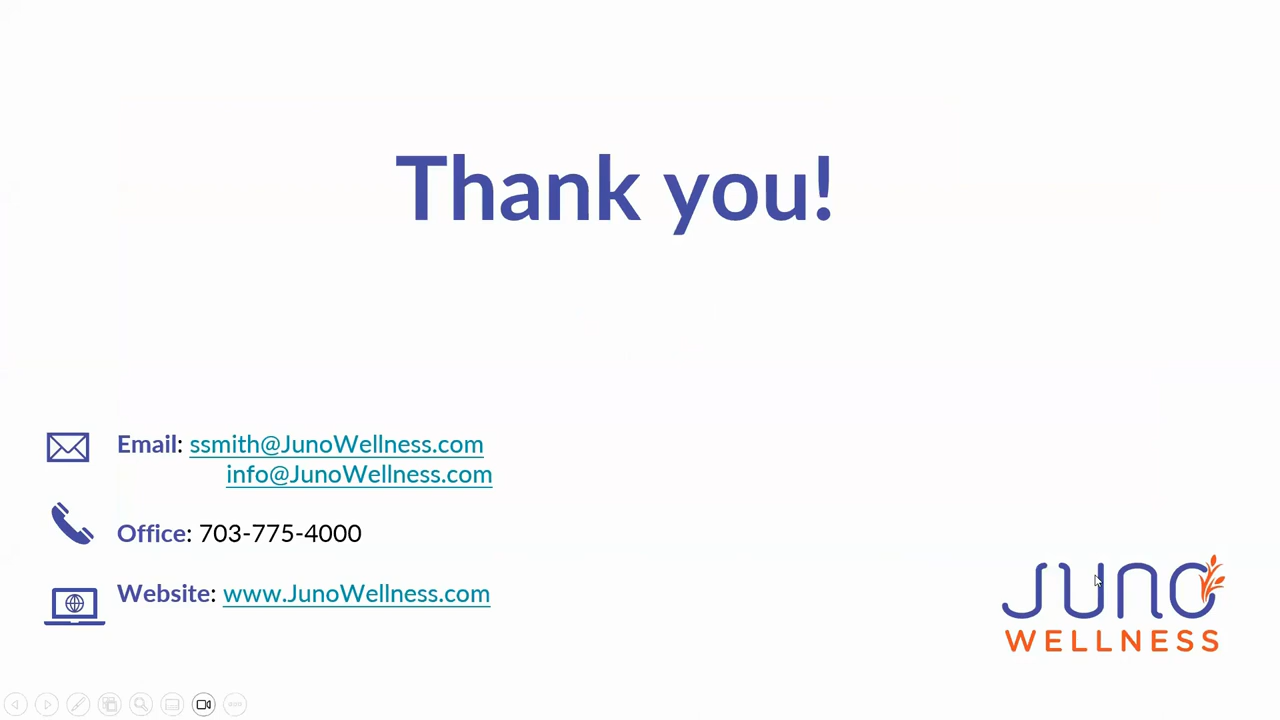 Thank you!
Email: ssmith@JunoWellness.com
info@JunoWellness.com
Office: 703-775-4000
Website: www.JunoWellness.com
JUNO
WELLNESS